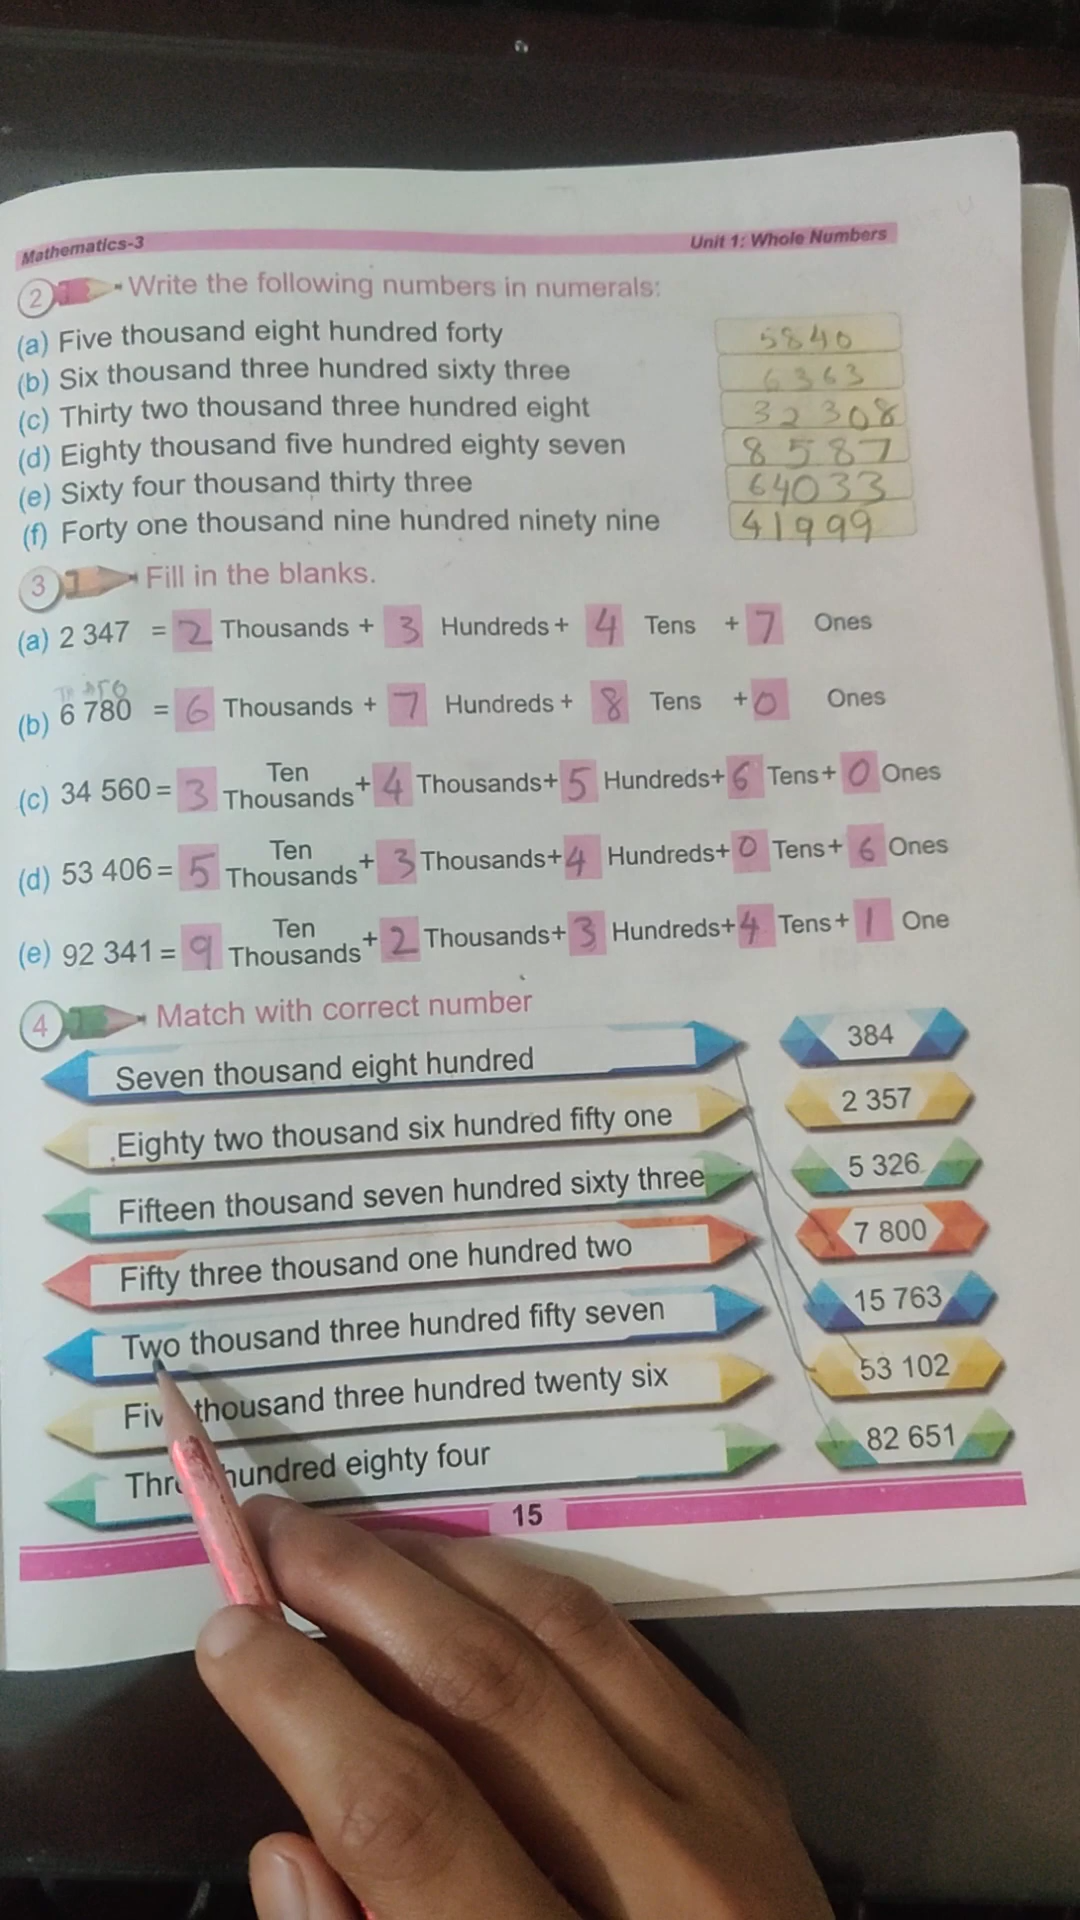 Mathematics-3
Unit 1: Whole Numbers
2 Write the following numbers in numerals:
(a) Five thousand eight hundred forty 5840
(b) Six thousand three hundred sixty three 6363
(c) Thirty two thousand three hundred eight 32308
(d) Eighty thousand five hundred eighty seven 8587
(e) Sixty four thousand thirty three 64033
(f) Forty one thousand nine hundred ninety nine 41999
3 Fill in the blanks.
(a) 2 347 = 2 Thousands + 3 Hundreds + 4 Tens + 7 Ones
(b) 6 780 = 6 Thousands + 7 Hundreds + 8 Tens + 0 Ones
(c) 34 560 = 3 Ten Thousands + 4 Thousands + 5 Hundreds + 6 Tens + 0 Ones
(d) 53 406 = 5 Ten Thousands + 3 Thousands + 4 Hundreds + 0 Tens + 6 Ones
(e) 92 341 = 9 Ten Thousands + 2 Thousands + 3 Hundreds + 4 Tens + 1 One
4 Match with correct number
Seven thousand eight hundred 384
Eighty two thousand six hundred fifty one 2 357
Fifteen thousand seven hundred sixty three 5 326
Fifty three thousand one hundred two 7 800
Two thousand three hundred fifty seven 15 763
thousand three hundred twenty six 53 102
hundred eighty four 82 651
15